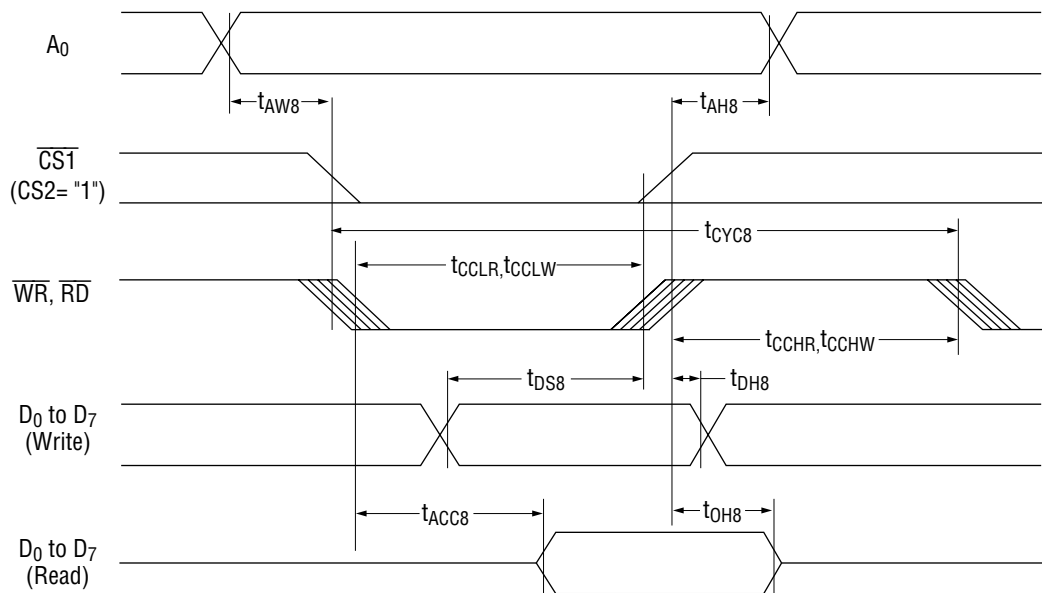 A0
tAW8
tAH8
CS1
(CS2= "1")
tCYC8
tCCLR,tCCLW
WR, RD
tCCHR,tCCHW
tDS8
tDH8
D0 to D7
(Write)
tACC8
tOH8
D0 to D7
(Read)